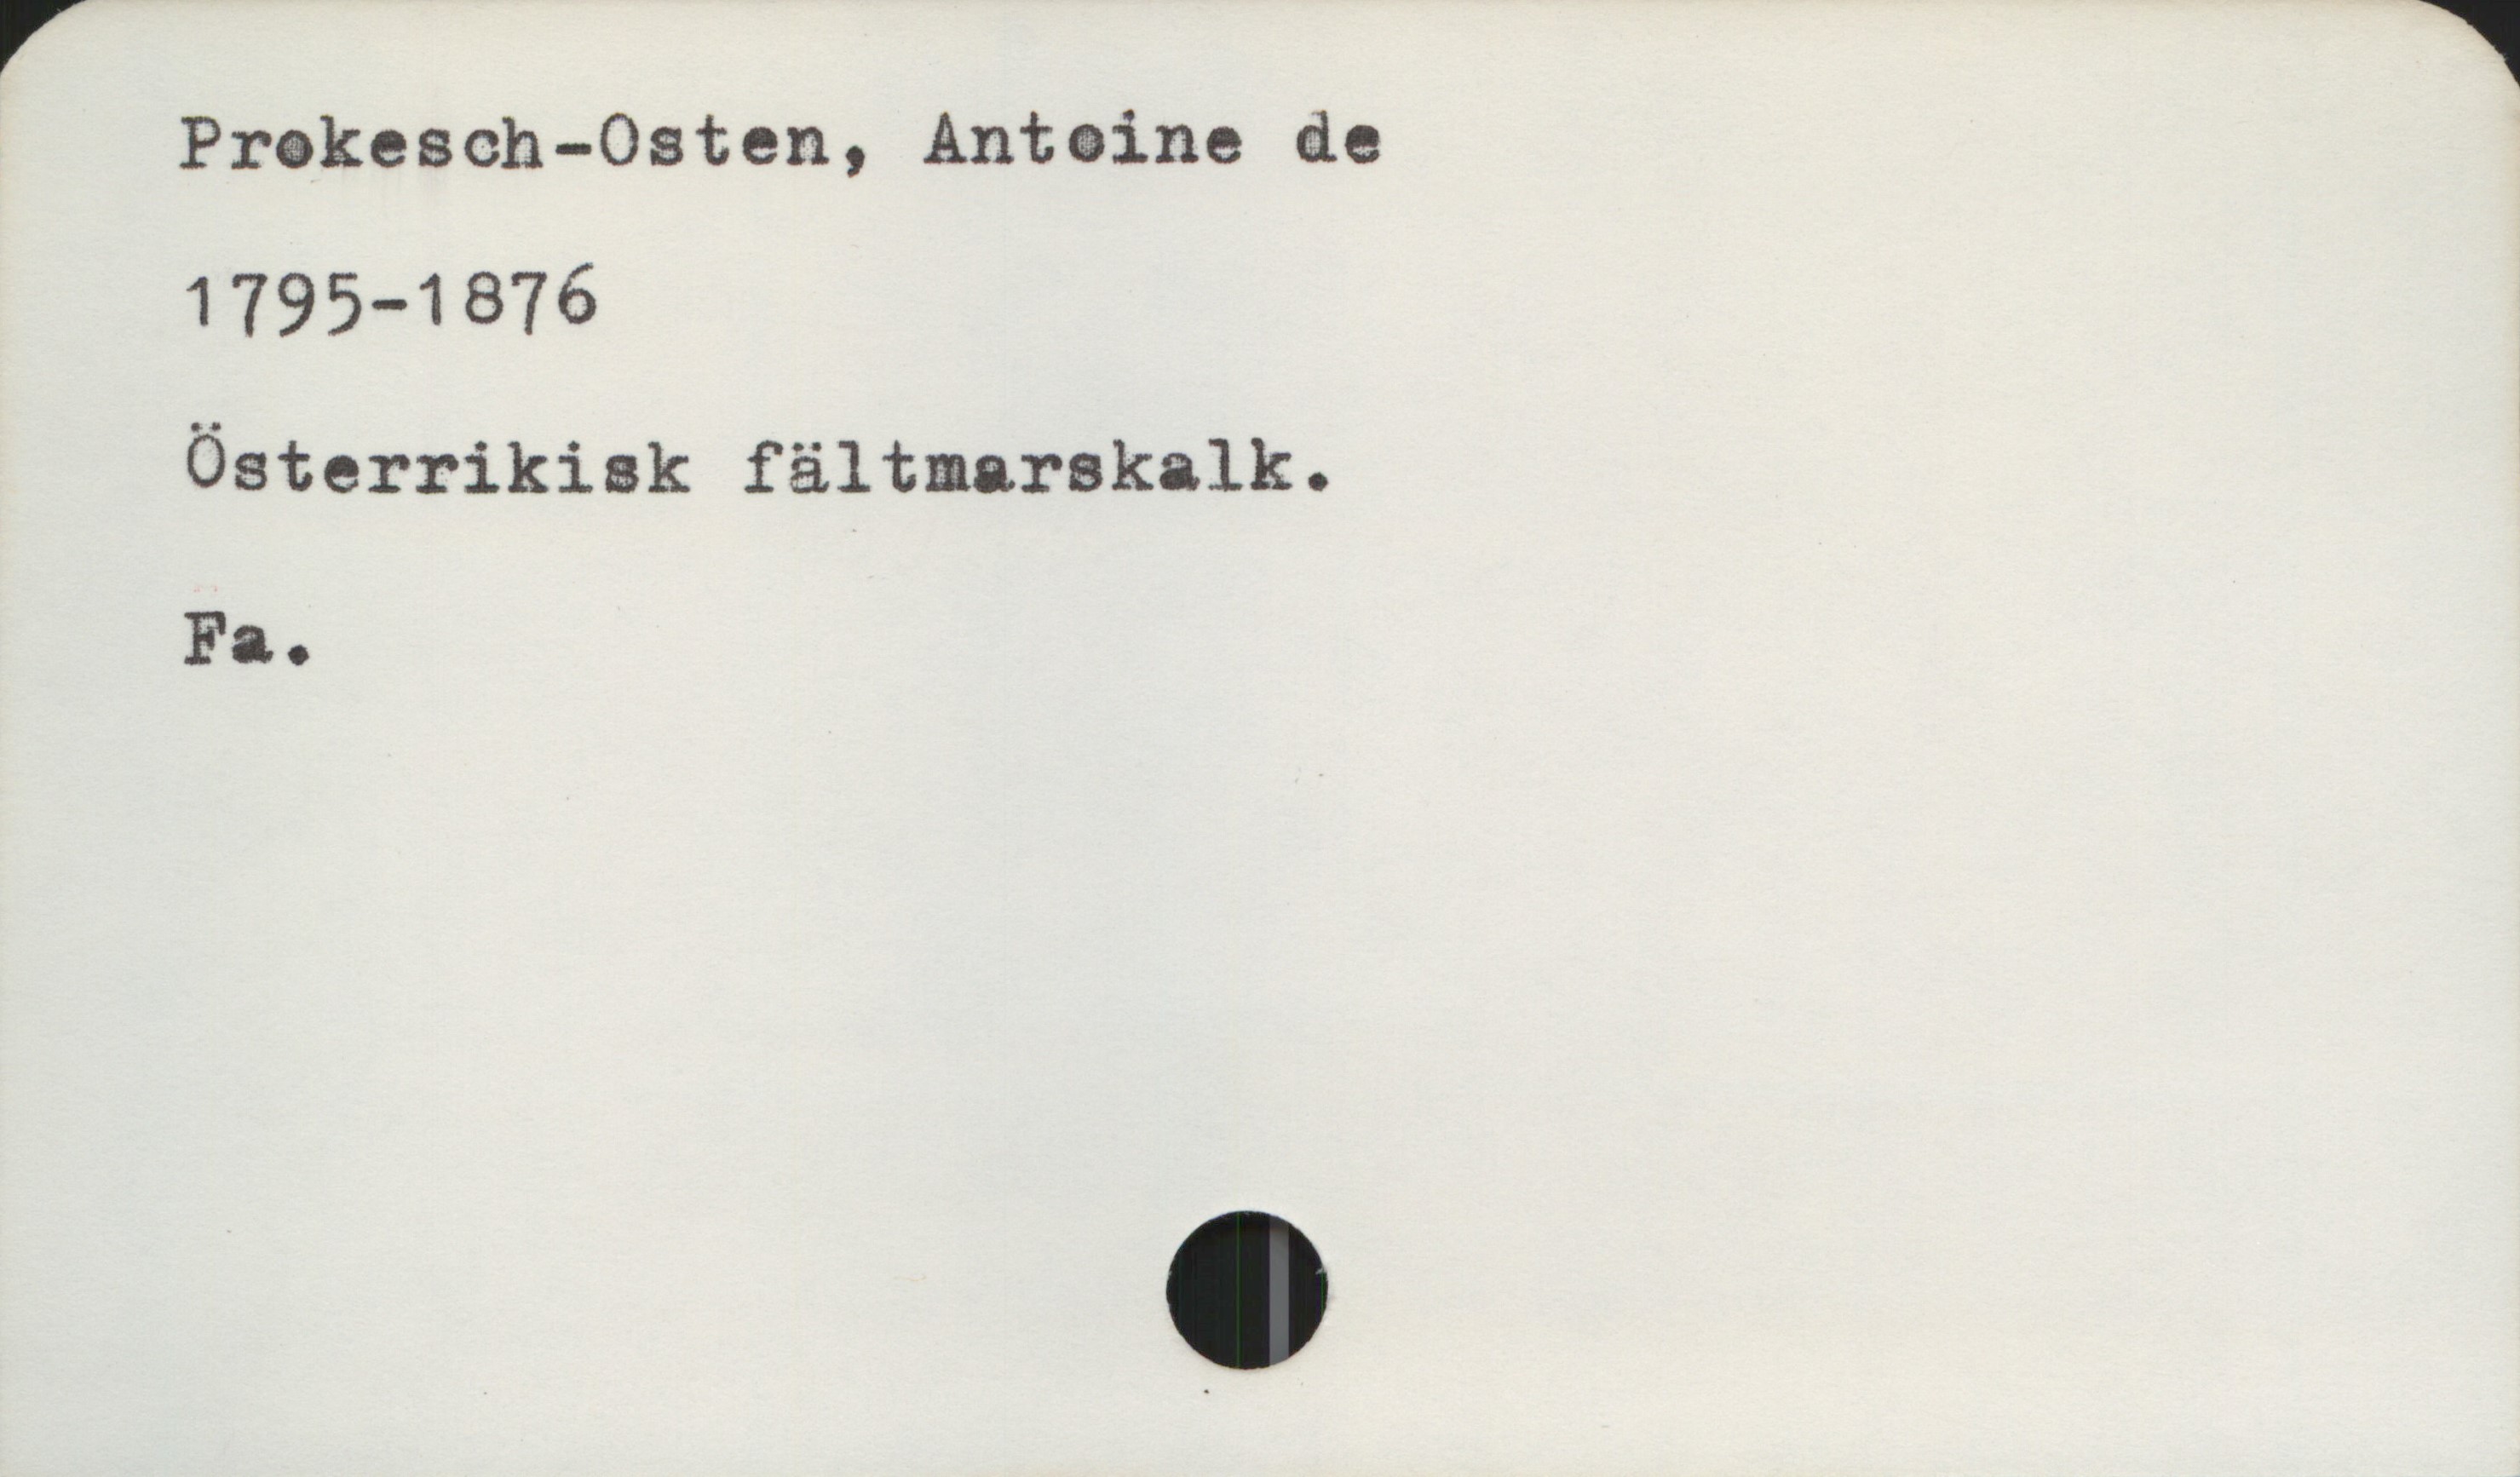 Prokesch-Osten, Antoine de
1795-1876
Österrikisk fältmarskalk.
Fa.